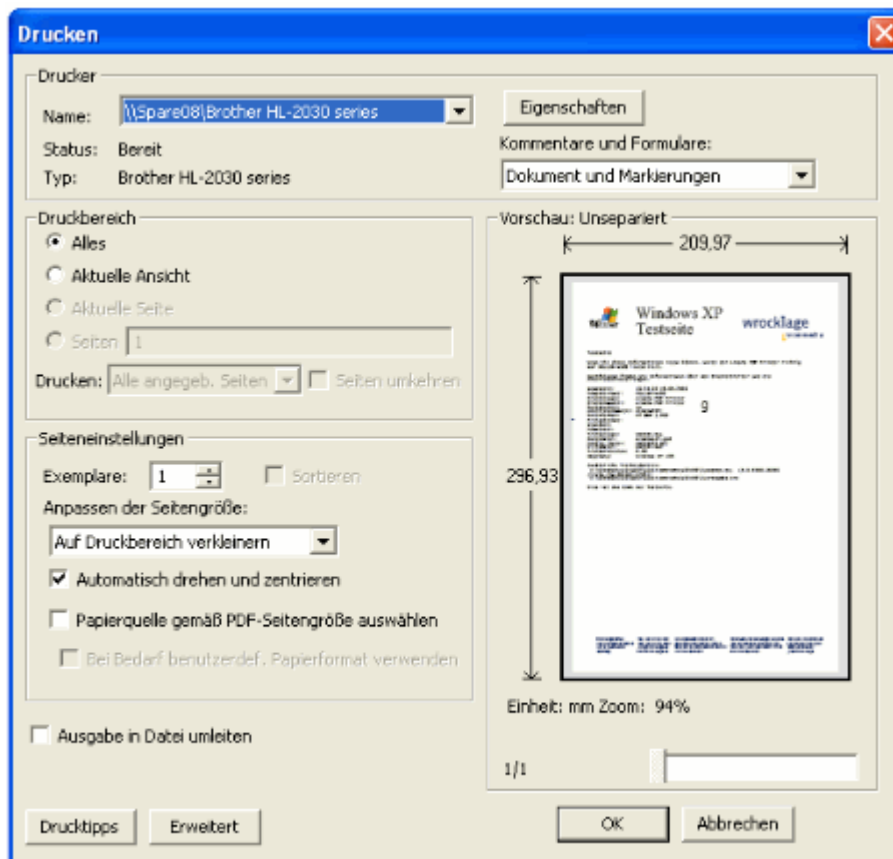 Drucken
Drucker
Name: \\Spare08\Brother HL-2030 series
Eigenschaften
Status: Bereit
Kommentare und Formulare:
Typ: Brother HL-2030 series
Dokument und Markierungen
Druckbereich
Alles
Aktuelle Ansicht
Aktuelle Seite
Seiten 1
Drucken: Alle angegeb. Seiten Seiten umkehren
Seiteneinstellungen
Exemplare: 1 Sortieren
Anpassen der Seitengröße:
Auf Druckbereich verkleinern
Automatisch drehen und zentrieren
Papierquelle gemäß PDF-Seitengröße auswählen
Bei Bedarf benutzerdef. Papierformat verwenden
Ausgabe in Datei umleiten
Drucktipps Erweitert
Vorschau: Unsepariert
209,97
Windows XP
Testseite
wrocklage
9
296,93
Einheit: mm Zoom: 94%
1/1
OK Abbrechen